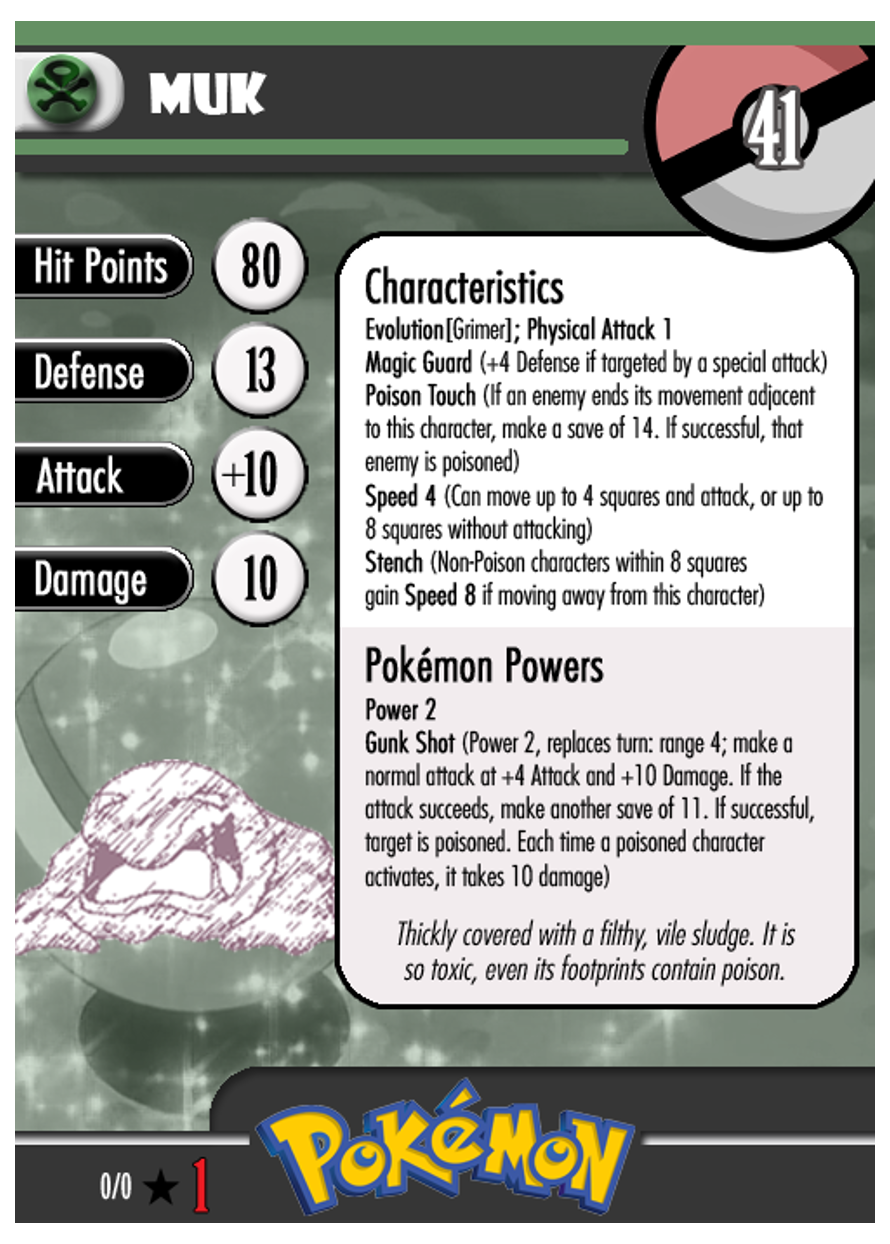 MUK
41
Hit Points 80
Defense 13
Attack +10
Damage 10
Characteristics
Evolution[Grimer]; Physical Attack 1
Magic Guard (+4 Defense if targeted by a special attack)
Poison Touch (If an enemy ends its movement adjacent
to this character, make a save of 14. If successful, that
enemy is poisoned)
Speed 4 (Can move up to 4 squares and attack, or up to
8 squares without attacking)
Stench (Non-Poison characters within 8 squares
gain Speed 8 if moving away from this character)
Pokémon Powers
Power 2
Gunk Shot (Power 2, replaces turn: range 4; make a
normal attack at +4 Attack and +10 Damage. If the
attack succeeds, make another save of 11. If successful,
target is poisoned. Each time a poisoned character
activates, it takes 10 damage)
Thickly covered with a filthy, vile sludge. It is
so toxic, even its footprints contain poison.
POKéMON
0/0 ★ 1